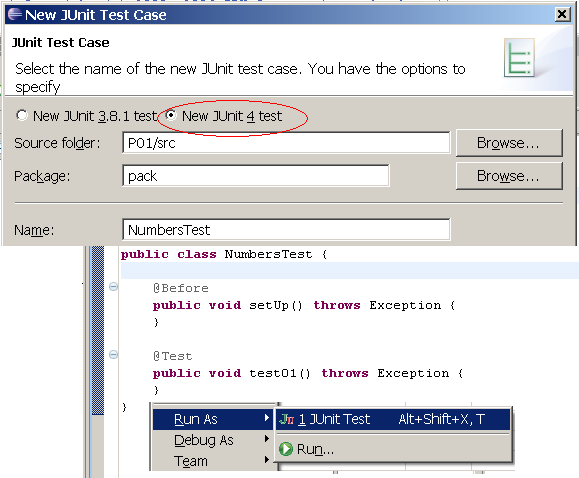 New JUnit Test Case
JUnit Test Case
Select the name of the new JUnit test case. You have the options to
specify
New JUnit 3.8.1 test New JUnit 4 test
Source folder: P01/src Browse...
Package: pack Browse...
Name: NumbersTest
public class NumbersTest {
@Before
public void setUp() throws Exception {
}
@Test
public void test01() throws Exception {
}
}
Run As 1 JUnit Test Alt+Shift+X, T
Debug As Run...
Team